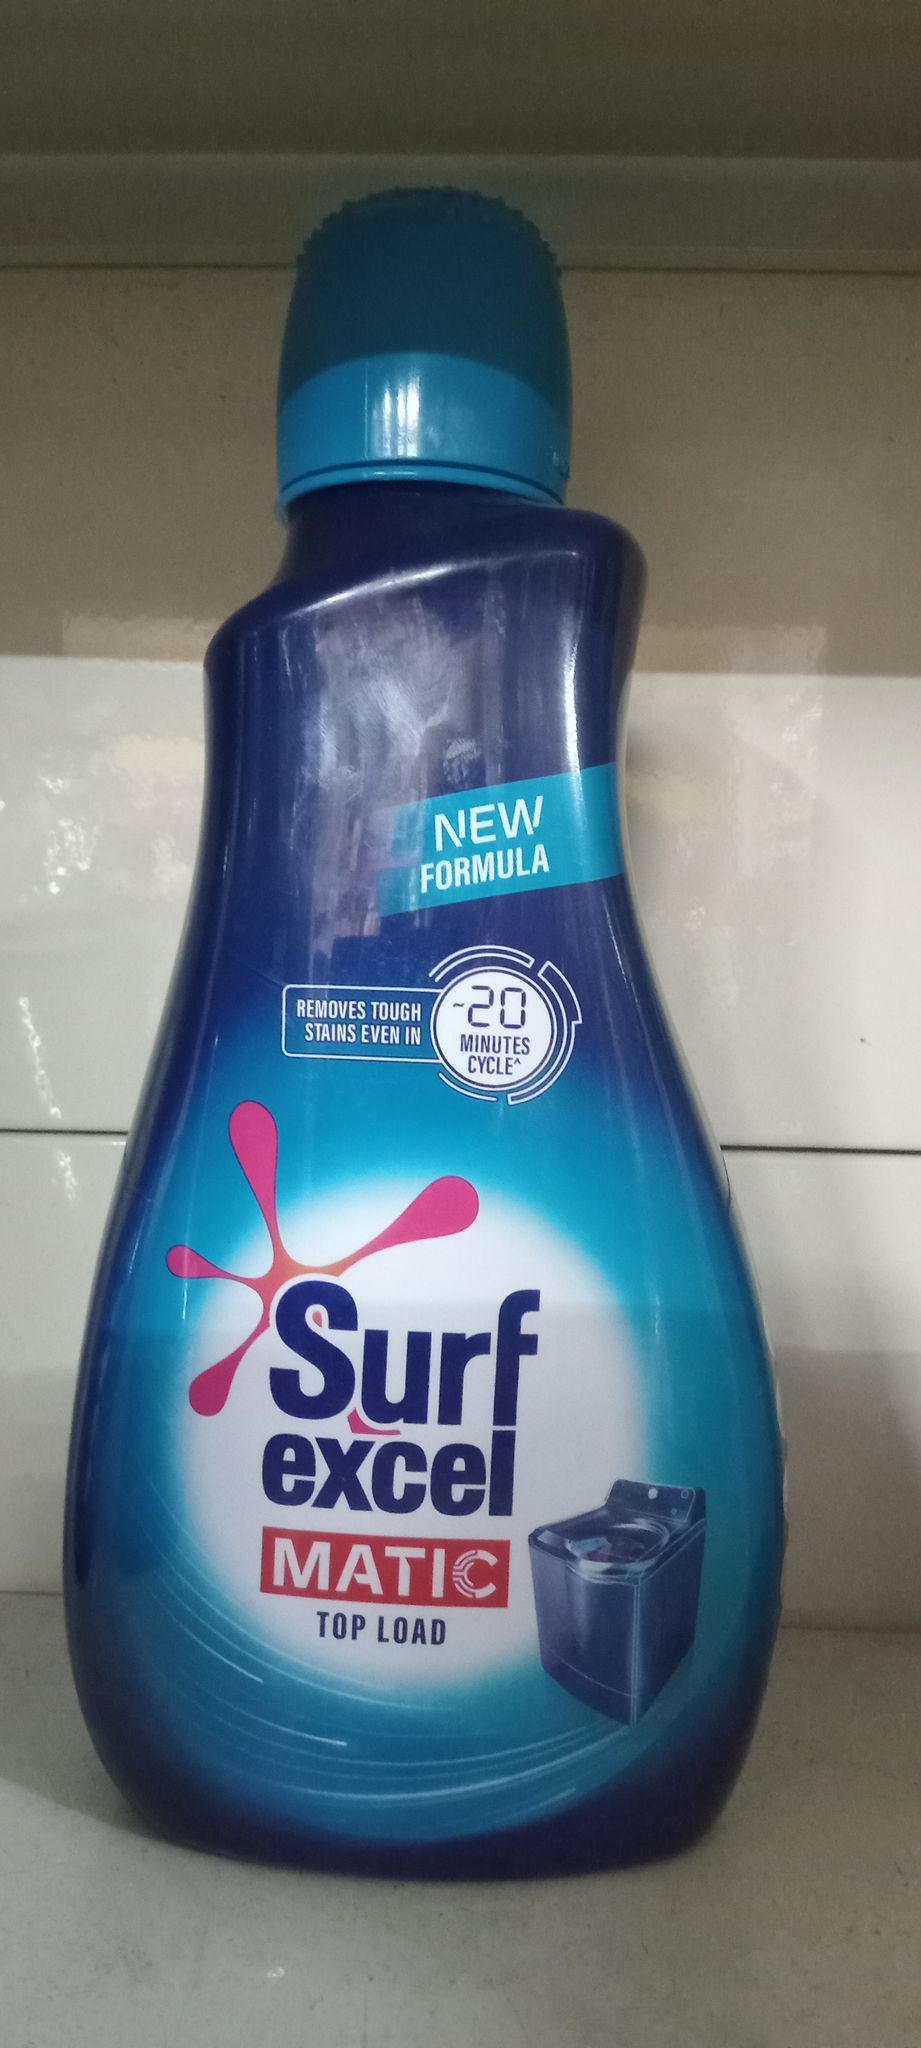 NEW
FORMULA
REMOVES TOUGH
STAINS EVEN IN
~20
MINUTES
CYCLE^
Surf
excel
MATIC
TOP LOAD